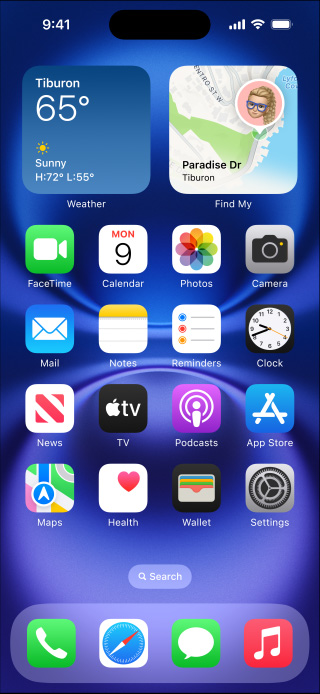 9:41
Tiburon
65°
Sunny
H:72° L:55°
Weather
ENTRO ST W
Paradise Dr
Tiburon
Find My
MON
9
FaceTime
Calendar
Photos
Camera
Mail
Notes
Reminders
Clock
tv
News
TV
Podcasts
App Store
Maps
Health
Wallet
Settings
Search